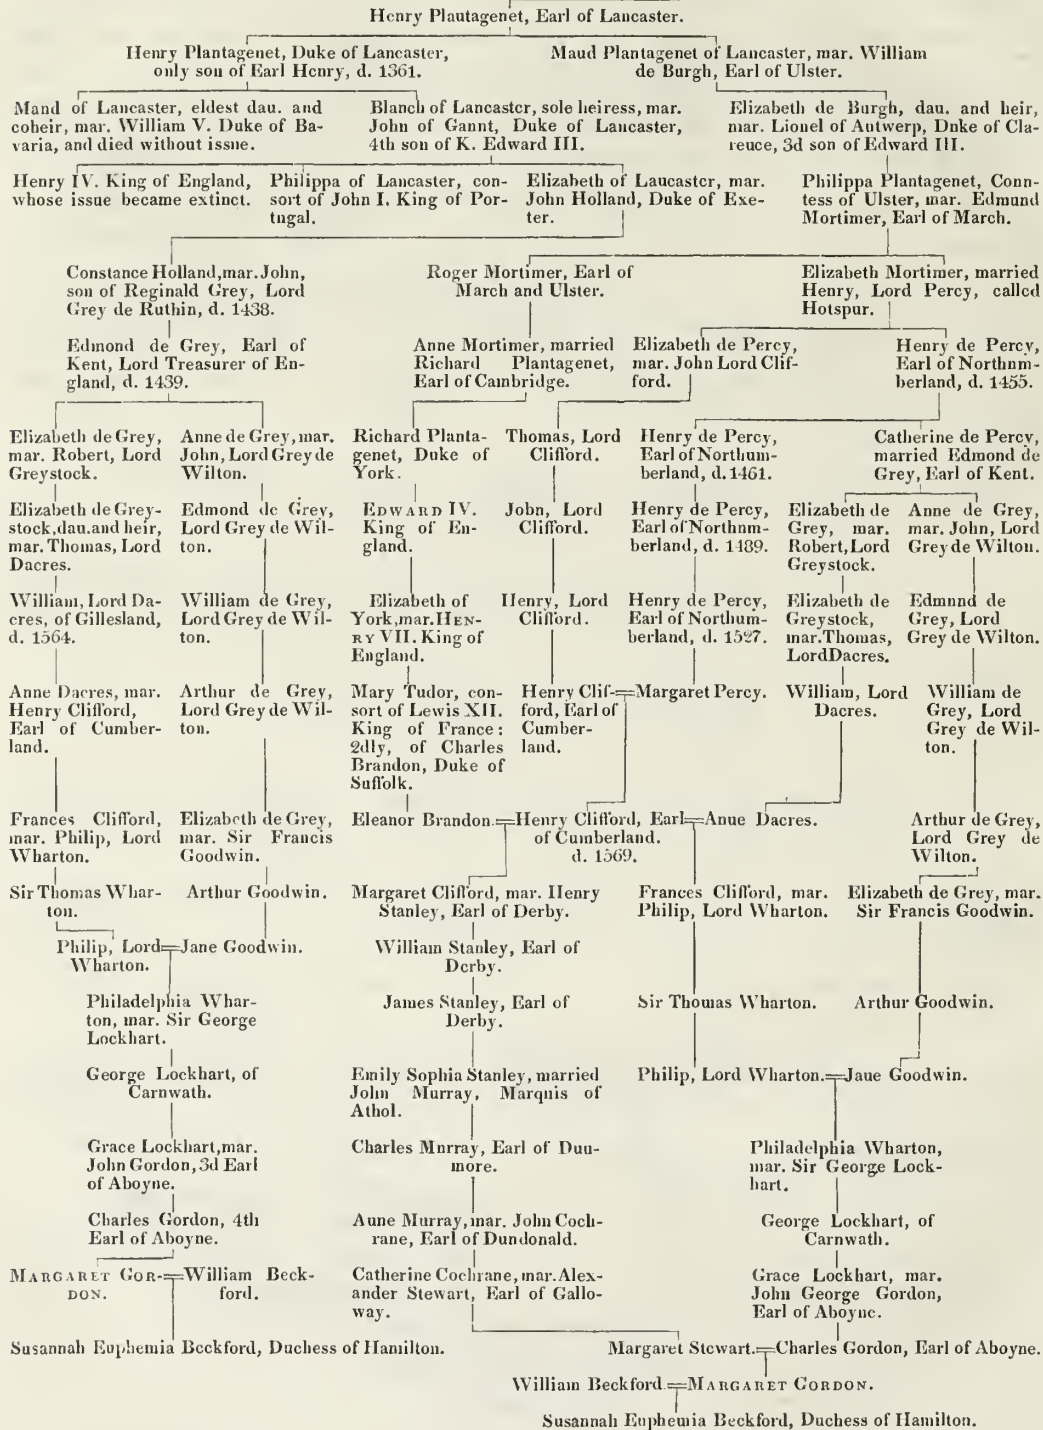 Henry Plautagenet, Earl of Lancaster.
Henry Plantagenet, Duke of Lancaster,
only son of Earl Henry, d. 1361.
Maud Plantagenet of Lancaster, mar. William
de Burgh, Earl of Ulster.
Maud of Lancaster, eldest dau. and
coheir, mar. William V. Duke of Ba-
varia, and died without issue.
Blanch of Lancaster, sole heiress, mar.
John of Gaunt, Duke of Lancaster,
4th son of K. Edward III.
Elizabeth de Burgh, dau. and heir,
mar. Lionel of Antwerp, Duke of Cla-
rence, 3d son of Edward III.
Henry IV. King of England,
whose issue became extinct.
Philippa of Lancaster, con-
sort of John I. King of Por-
tugal.
Elizabeth of Laucaster, mar.
John Holland, Duke of Exe-
ter.
Philippa Plantagenet, Coun-
tess of Ulster, mar. Edmund
Mortimer, Earl of March.
Constance Holland, mar. John,
son of Reginald Grey, Lord
Grey de Ruthin, d. 1438.
Roger Mortimer, Earl of
March and Ulster.
Elizabeth Mortimer, married
Henry, Lord Percy, called
Hotspur.
Edmond de Grey, Earl of
Kent, Lord Treasurer of En-
gland, d. 1439.
Anne Mortimer, married
Richard Plantagenet,
Earl of Cambridge.
Elizabeth de Percy,
mar. John Lord Clif-
ford.
Henry de Percy,
Earl of Northum-
berland, d. 1455.
Elizabeth de Grey,
mar. Robert, Lord
Greystock.
Anne de Grey, mar.
John, Lord Grey de
Wilton.
Richard Planta-
genet, Duke of
York.
Thomas, Lord
Clifford.
Henry de Percy,
Earl of Northum-
berland, d. 1461.
Catherine de Percy,
married Edmond de
Grey, Earl of Kent.
Elizabeth de Grey-
stock, dau. and heir,
mar. Thomas, Lord
Dacres.
Edmond de Grey,
Lord Grey de Wil-
ton.
EDWARD IV.
King of En-
gland.
John, Lord
Clifford.
Henry de Percy,
Earl of Northum-
berland, d. 1489.
Elizabeth de
Grey, mar.
Robert, Lord
Greystock.
Anne de Grey,
mar. John, Lord
Grey de Wilton.
William, Lord Da-
cres, of Gillesland,
d. 1564.
William de Grey,
Lord Grey de Wil-
ton.
Elizabeth of
York, mar. HEN-
RY VII. King of
England.
Henry, Lord
Clifford.
Henry de Percy,
Earl of Northum-
berland, d. 1527.
Elizabeth de
Greystock,
mar. Thomas,
Lord Dacres.
Edmund de
Grey, Lord
Grey de Wilton.
Anne Dacres, mar.
Henry Clifford,
Earl of Cumber-
land.
Arthur de Grey,
Lord Grey de Wil-
ton.
Mary Tudor, con-
sort of Lewis XII.
King of France:
2dly, of Charles
Brandon, Duke of
Suffolk.
Henry Clif-
ford, Earl of
Cumber-
land.
Margaret Percy.
William, Lord
Dacres.
William de
Grey, Lord
Grey de Wil-
ton.
Frances Clifford,
mar. Philip, Lord
Wharton.
Elizabeth de Grey,
mar. Sir Francis
Goodwin.
Eleanor Brandon.
Henry Clifford, Earl
of Cumberland.
d. 1569.
Anne Dacres.
Arthur de Grey,
Lord Grey de
Wilton.
Sir Thomas Whar-
ton.
Arthur Goodwin.
Margaret Clifford, mar. Henry
Stanley, Earl of Derby.
Frances Clifford, mar.
Philip, Lord Wharton.
Elizabeth de Grey, mar.
Sir Francis Goodwin.
Philip, Lord
Wharton.
Jane Goodwin.
William Stanley, Earl of
Derby.
Philadelphia Whar-
ton, mar. Sir George
Lockhart.
James Stanley, Earl of
Derby.
Sir Thomas Wharton.
Arthur Goodwin.
George Lockhart, of
Carnwath.
Emily Sophia Stanley, married
John Murray, Marquis of
Athol.
Philip, Lord Wharton.
Jane Goodwin.
Grace Lockhart, mar.
John Gordon, 3d Earl
of Aboyne.
Charles Murray, Earl of Dun-
more.
Philadelphia Wharton,
mar. Sir George Lock-
hart.
Charles Gordon, 4th
Earl of Aboyne.
Anne Murray, mar. John Coch-
rane, Earl of Dundonald.
George Lockhart, of
Carnwath.
MARGARET GOR-
DON.
William Beck-
ford.
Catherine Cochrane, mar. Alex-
ander Stewart, Earl of Gallo-
way.
Grace Lockhart, mar.
John George Gordon,
Earl of Aboyne.
Susannah Euphemia Beckford, Duchess of Hamilton.
Margaret Stewart.
Charles Gordon, Earl of Aboyne.
William Beckford.
MARGARET GORDON.
Susannah Euphemia Beckford, Duchess of Hamilton.